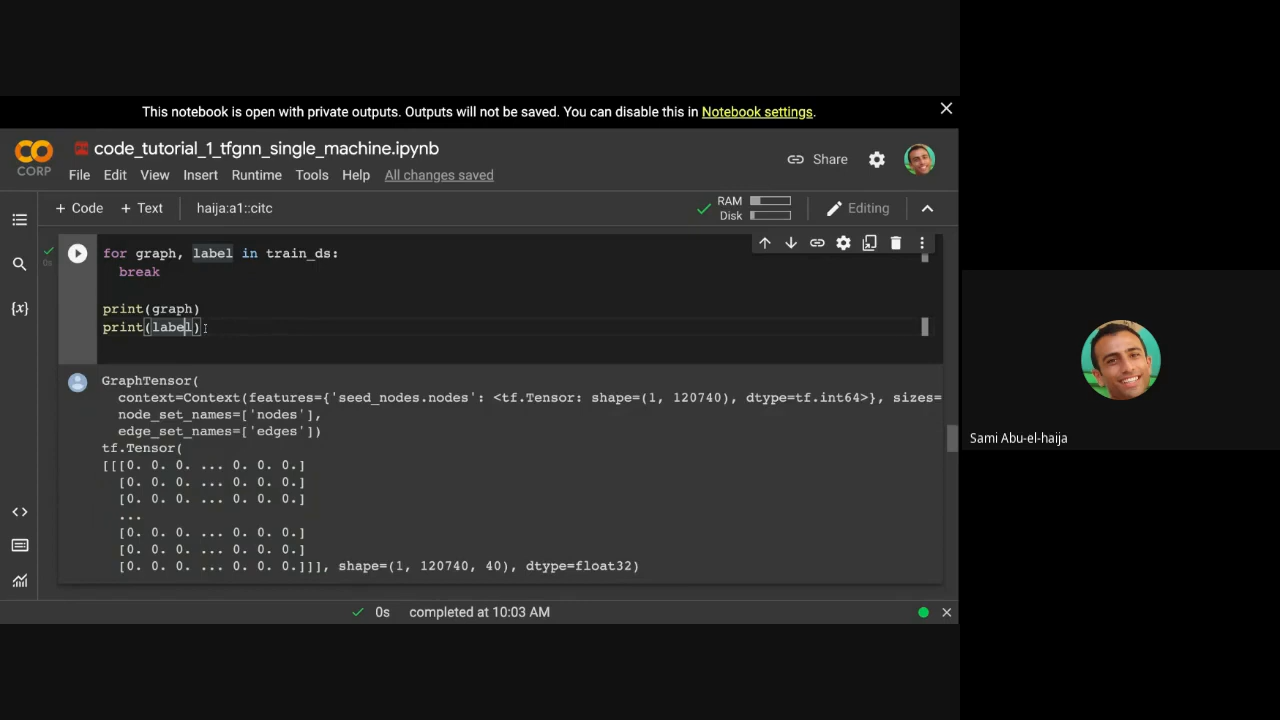 This notebook is open with private outputs. Outputs will not be saved. You can disable this in Notebook settings.
CORP
code_tutorial_1_tfgnn_single_machine.ipynb
Share
File Edit View Insert Runtime Tools Help All changes saved
+ Code + Text haija:a1::citc
RAM
Disk
Editing
0s
for graph, label in train_ds:
break
print(graph)
print(label)
{x}
GraphTensor(
context=Context(features={'seed_nodes.nodes': <tf.Tensor: shape=(1, 120740), dtype=tf.int64>}, sizes=
node_set_names=['nodes'],
edge_set_names=['edges'])
tf.Tensor(
[[[0. 0. 0. ... 0. 0. 0.]
[0. 0. 0. ... 0. 0. 0.]
[0. 0. 0. ... 0. 0. 0.]
...
[0. 0. 0. ... 0. 0. 0.]
[0. 0. 0. ... 0. 0. 0.]
[0. 0. 0. ... 0. 0. 0.]]], shape=(1, 120740, 40), dtype=float32)
0s completed at 10:03 AM
Sami Abu-el-haija